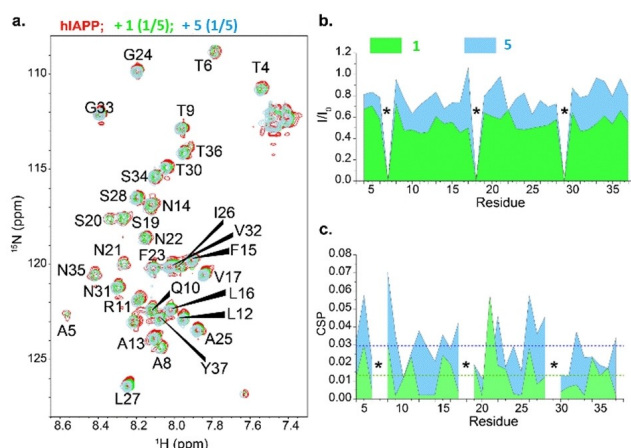 a.
hIAPP; + 1 (1/5); + 5 (1/5)
G24
T6
T4
G33
T9
T36
T30
S34
S28
N14
I26
S20
S19
V32
N22
F15
N21
F23
V17
N35
Q10
N31
L16
R11
L12
A5
A13
A25
A8
Y37
L27
110
115
120
125
15N (ppm)
8.6 8.4 8.2 8.0 7.8 7.6 7.4
1H (ppm)
b.
1 5
1.2
1.0
0.8
0.6
0.4
0.2
0.0
I/I0
* * *
5 10 15 20 25 30 35
Residue
c.
0.08
0.07
0.06
0.05
0.04
0.03
0.02
0.01
0.00
CSP
* * *
5 10 15 20 25 30 35
Residue